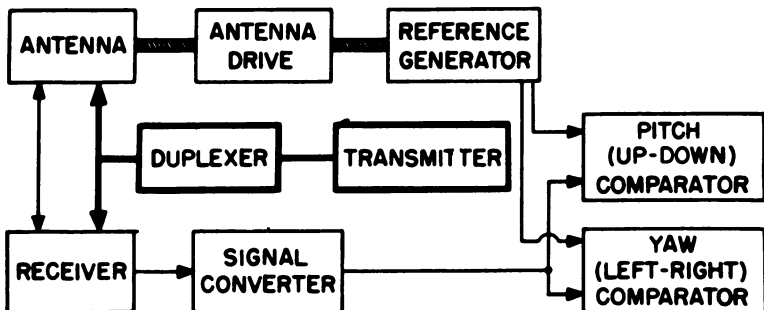 ANTENNA
ANTENNA
DRIVE
REFERENCE
GENERATOR
DUPLEXER
TRANSMITTER
PITCH
(UP-DOWN)
COMPARATOR
RECEIVER
SIGNAL
CONVERTER
YAW
(LEFT-RIGHT)
COMPARATOR